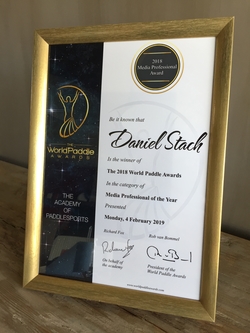 2018
Media Professional
Award
THE
WorldPaddle
AWARDS
THE
ACADEMY
OF
PADDLESPORTS
Be it known that
Daniel Stach
Is the winner of
The 2018 World Paddle Awards
In the category of
Media Professional of the Year
Presented
Monday, 4 February 2019
Richard Fox
Rob van Bommel
On behalf of
the academy
President of the
World Paddle Awards